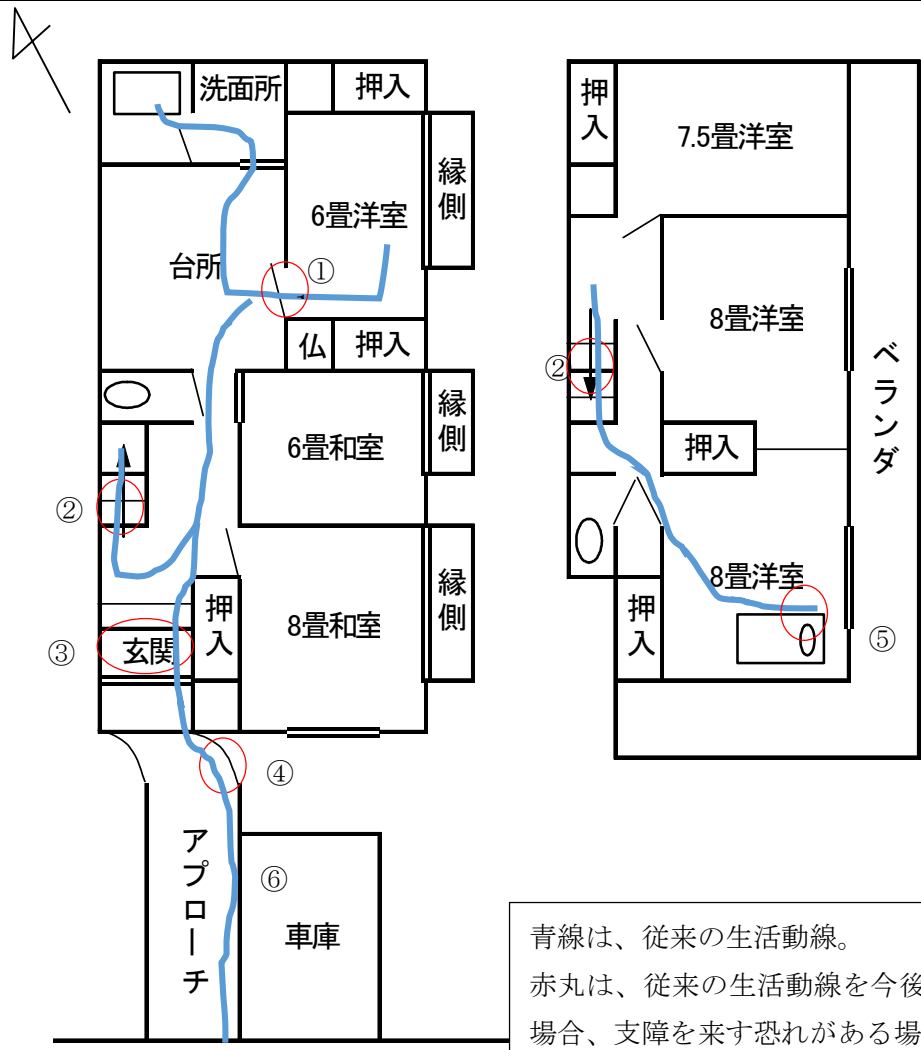 洗面所
押入
6畳洋室
縁側
台所
①
仏
押入
縁側
6畳和室
②
押入
8畳和室
縁側
③
玄関
④
アプローチ
⑥
車庫
押入
7.5畳洋室
8畳洋室
②
ベランダ
押入
8畳洋室
押入
⑤
青線は、従来の生活動線。
赤丸は、従来の生活動線を今後
場合、支障を来す恐れがある場